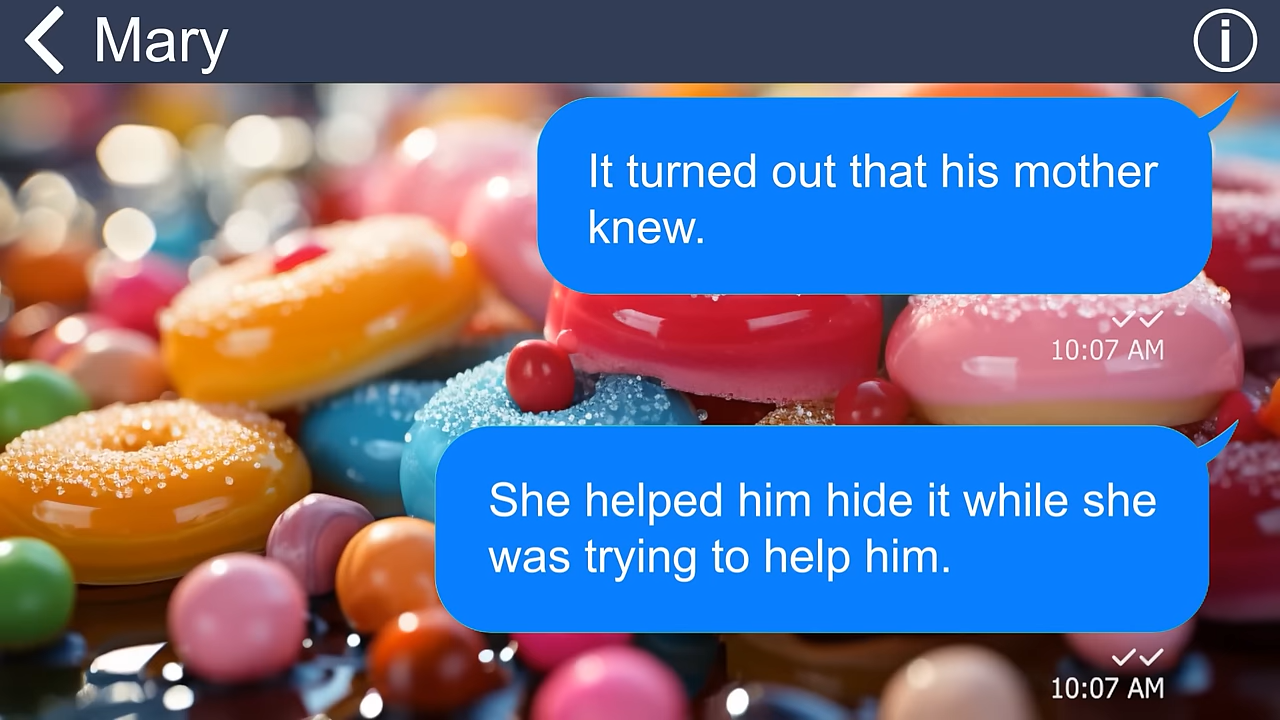 Mary
It turned out that his mother
knew.
10:07 AM
She helped him hide it while she
was trying to help him.
10:07 AM